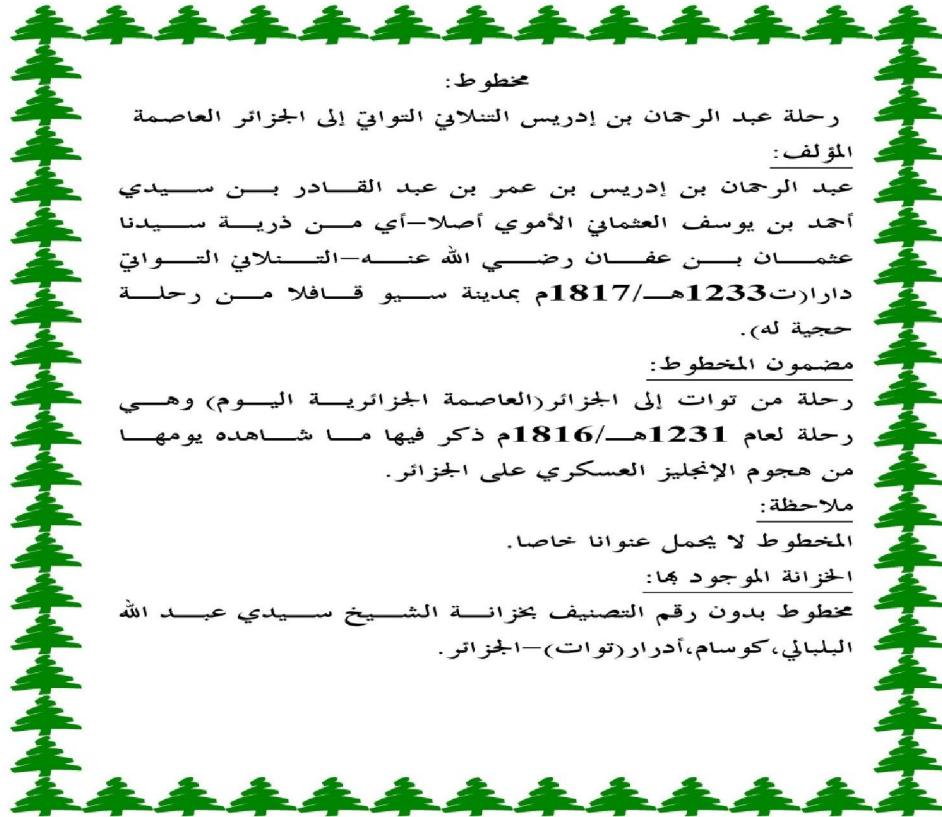 مخطوط:
رحلة عبد الرحمان بن إدريس التنلاني التواتي إلى الجزائر العاصمة
المؤلف:
عبد الرحمان بن إدريس بن عمر بن عبد القادر بن سيدي
أحمد بن يوسف العثماني الأموي أصلا–أي من ذرية سيدنا
عثمان بن عفان رضي الله عنه–التنلاني التواتي
دارا(ت1233هـ/1817م بمدينة سيو قافلا من رحلة
حجية له).
مضمون المخطوط:
رحلة من توات إلى الجزائر(العاصمة الجزائرية اليوم) وهي
رحلة لعام 1231هـ/1816م ذكر فيها ما شاهده يومها
من هجوم الإنجليز العسكري على الجزائر.
ملاحظة:
المخطوط لا يحمل عنوانا خاصا.
الخزانة الموجود بها:
مخطوط بدون رقم التصنيف بخزانة الشيخ سيدي عبد الله
البلبالي،كوسام،أدرار(توات)–الجزائر.